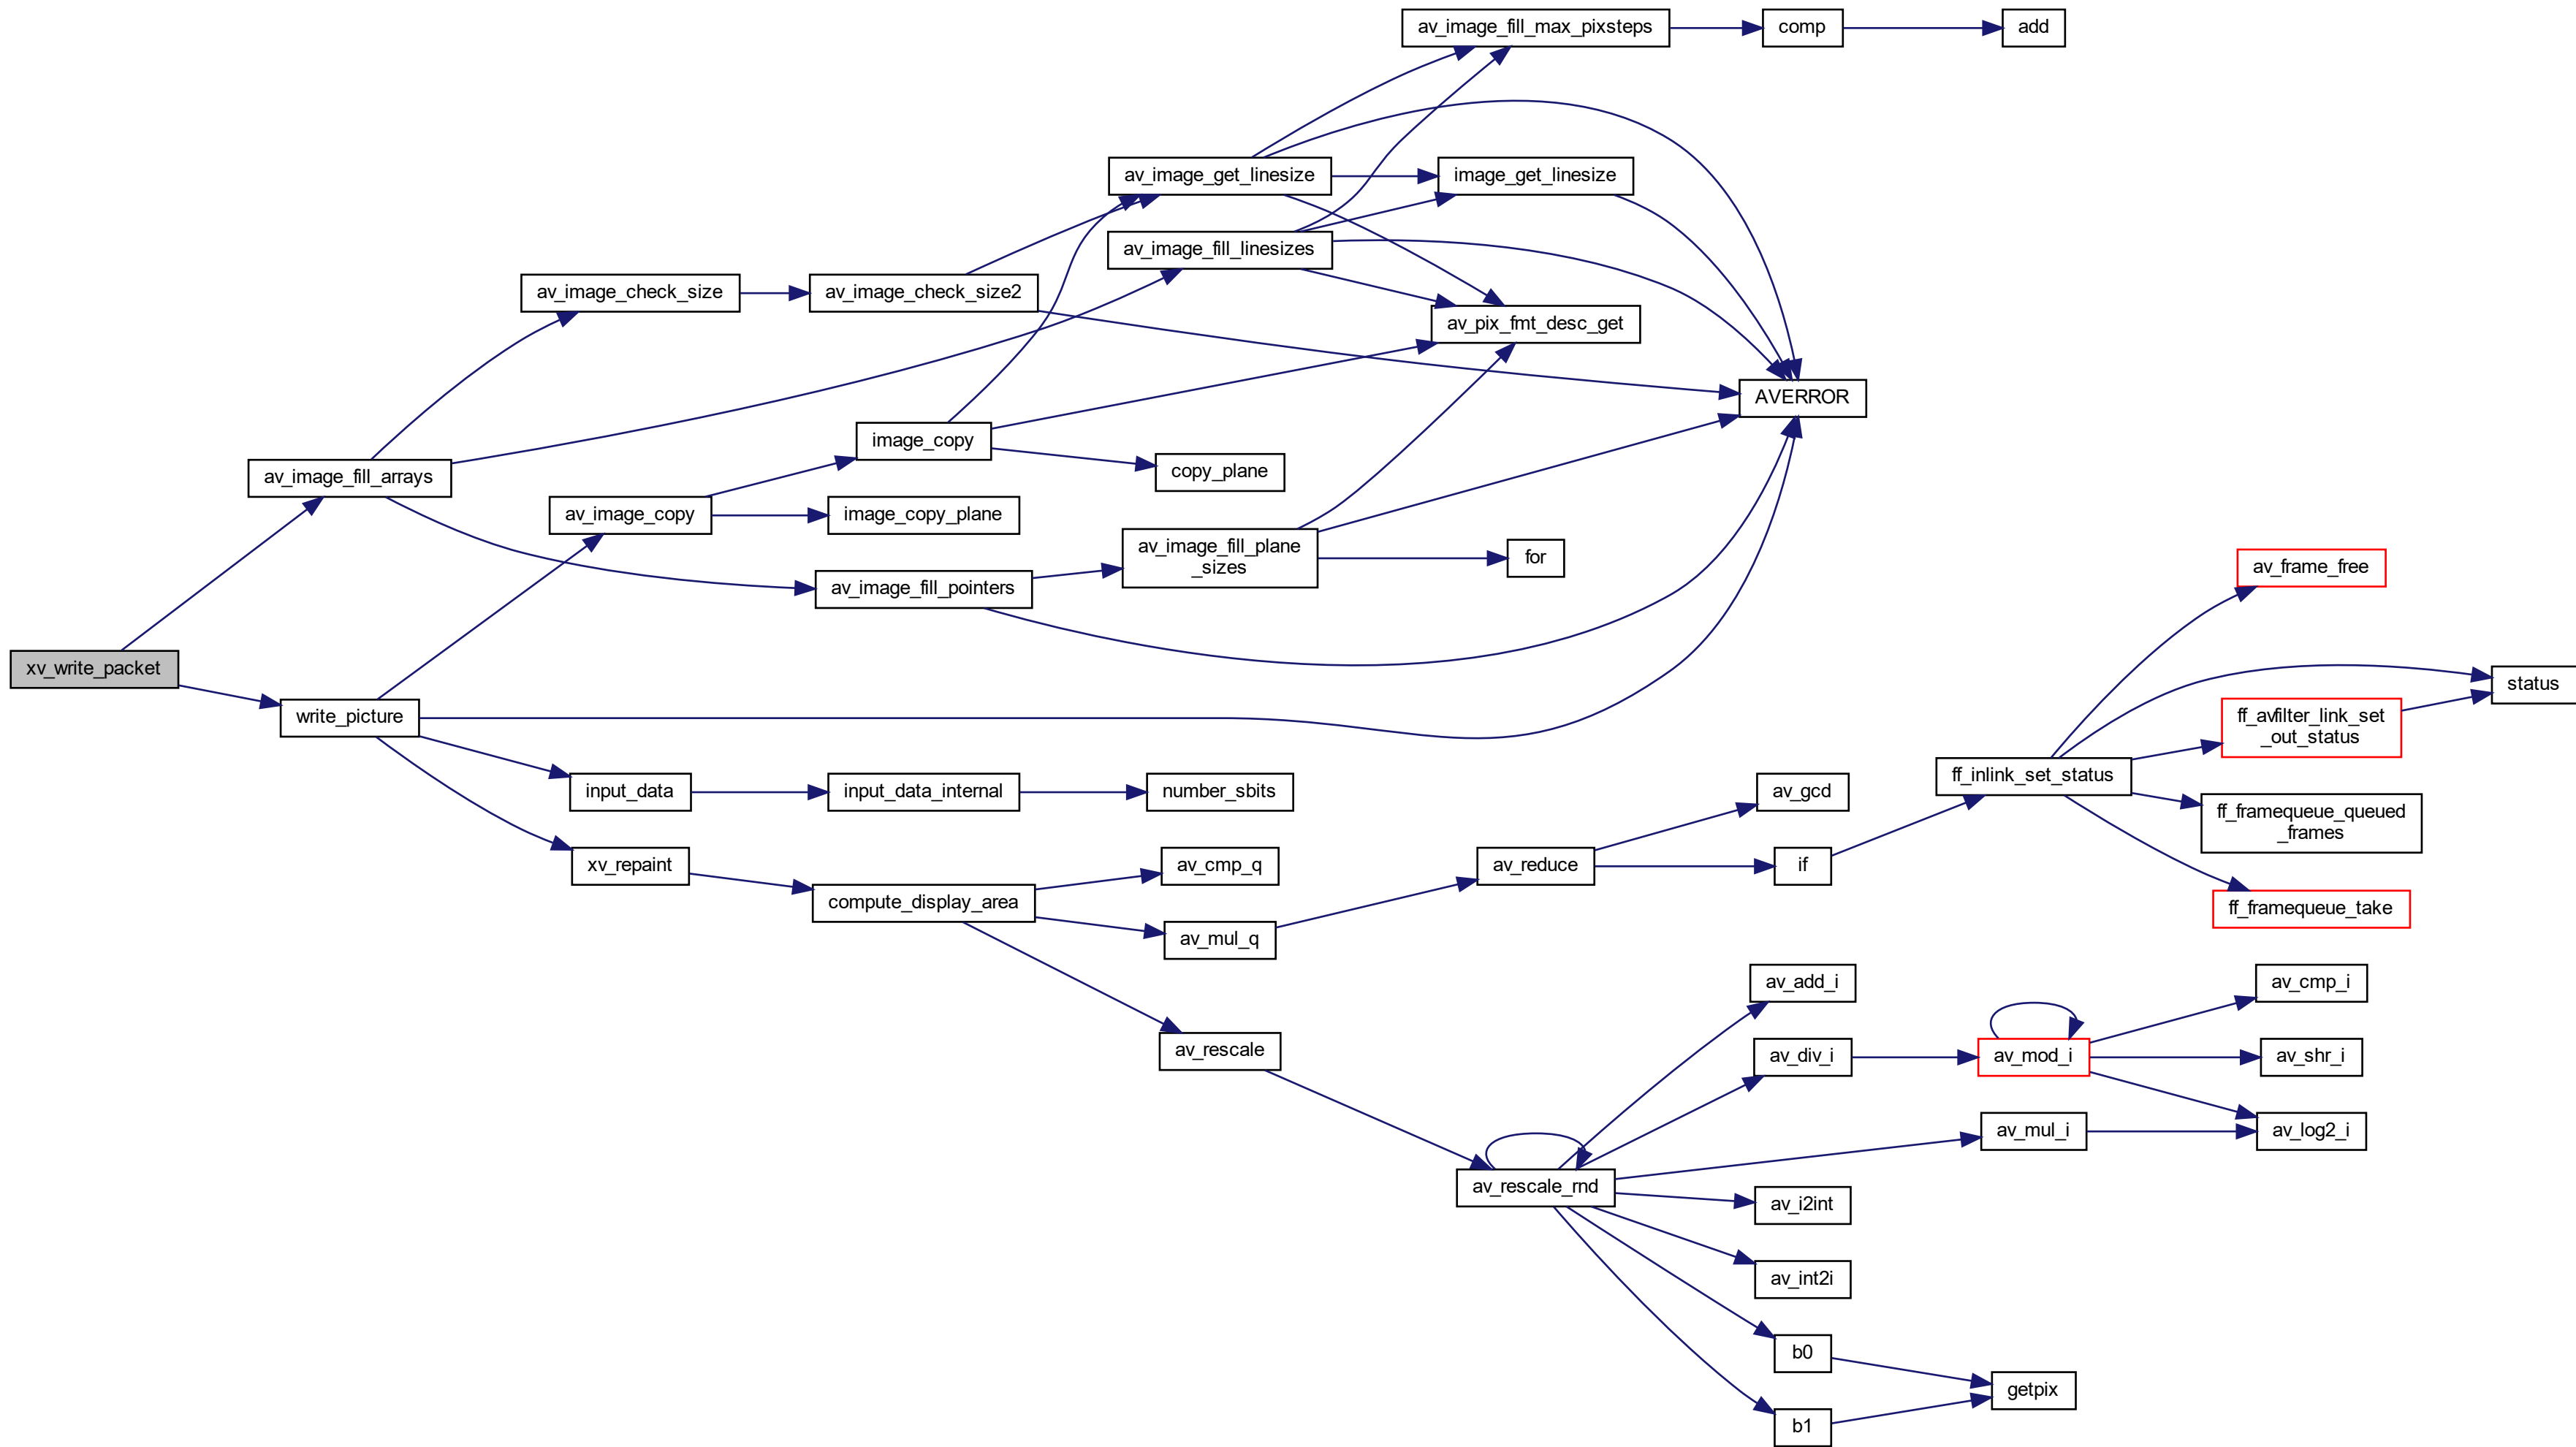 av_image_fill_max_pixsteps
comp
add
av_image_get_linesize
image_get_linesize
av_image_fill_linesizes
av_image_check_size
av_image_check_size2
av_pix_fmt_desc_get
AVERROR
image_copy
av_image_fill_arrays
copy_plane
av_image_copy
image_copy_plane
av_image_fill_plane
_sizes
for
av_frame_free
av_image_fill_pointers
xv_write_packet
status
write_picture
ff_avfilter_link_set
_out_status
ff_inlink_set_status
input_data
input_data_internal
number_sbits
av_gcd
ff_framequeue_queued
_frames
xv_repaint
av_cmp_q
av_reduce
if
compute_display_area
ff_framequeue_take
av_mul_q
av_add_i
av_cmp_i
av_rescale
av_div_i
av_mod_i
av_shr_i
av_mul_i
av_log2_i
av_rescale_rnd
av_i2int
av_int2i
b0
getpix
b1